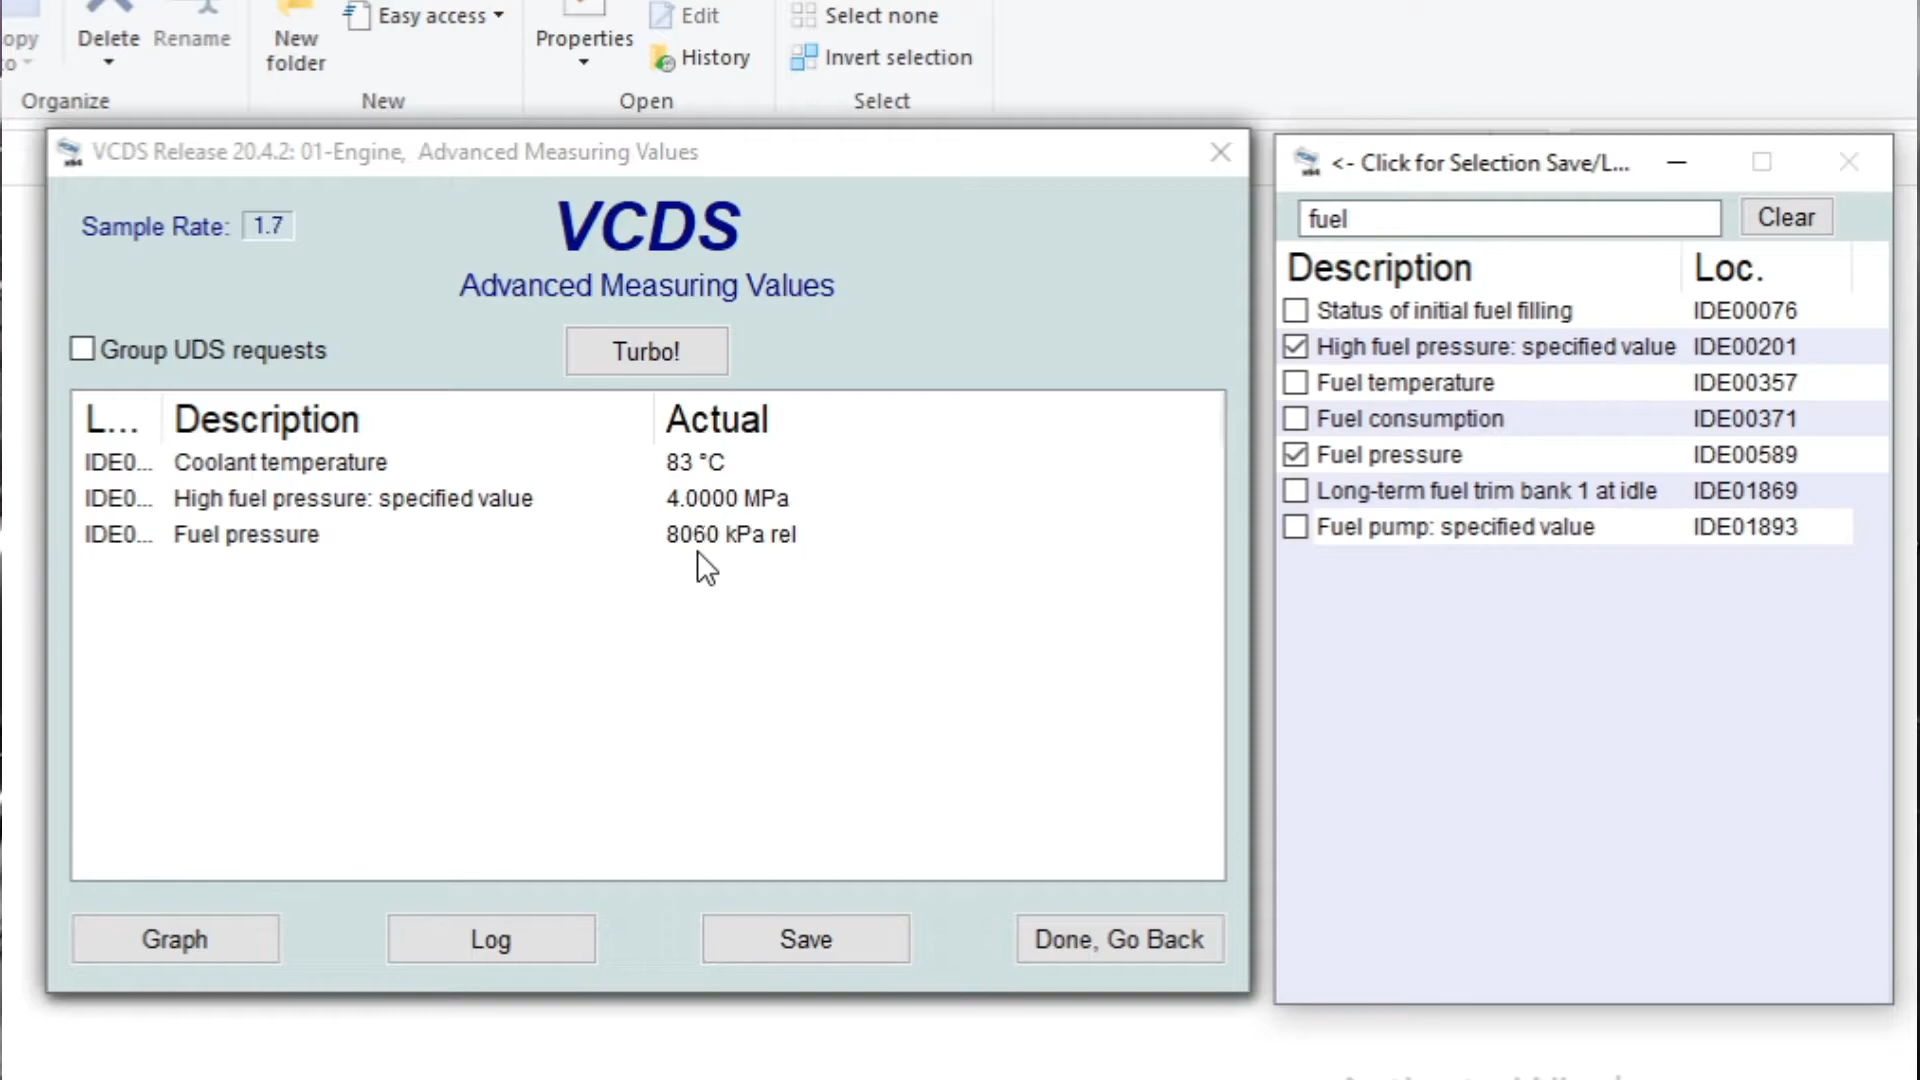 opy
to
Delete
Rename
New
folder
Easy access
Properties
Edit
History
Select none
Invert selection
Organize
New
Open
Select
VCDS Release 20.4.2: 01-Engine, Advanced Measuring Values
Sample Rate: 1.7
VCDS
Advanced Measuring Values
Group UDS requests
Turbo!
L... Description Actual
IDE0... Coolant temperature 83 °C
IDE0... High fuel pressure: specified value 4.0000 MPa
IDE0... Fuel pressure 8060 kPa rel
Graph
Log
Save
Done, Go Back
<- Click for Selection Save/L...
fuel
Clear
Description Loc.
Status of initial fuel filling IDE00076
High fuel pressure: specified value IDE00201
Fuel temperature IDE00357
Fuel consumption IDE00371
Fuel pressure IDE00589
Long-term fuel trim bank 1 at idle IDE01869
Fuel pump: specified value IDE01893